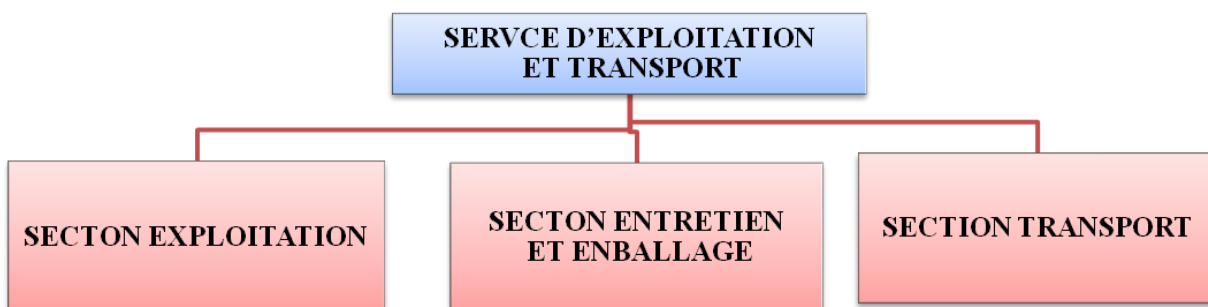 SERVCE D’EXPLOITATION
ET TRANSPORT
SECTON EXPLOITATION
SECTON ENTRETIEN
ET ENBALLAGE
SECTION TRANSPORT